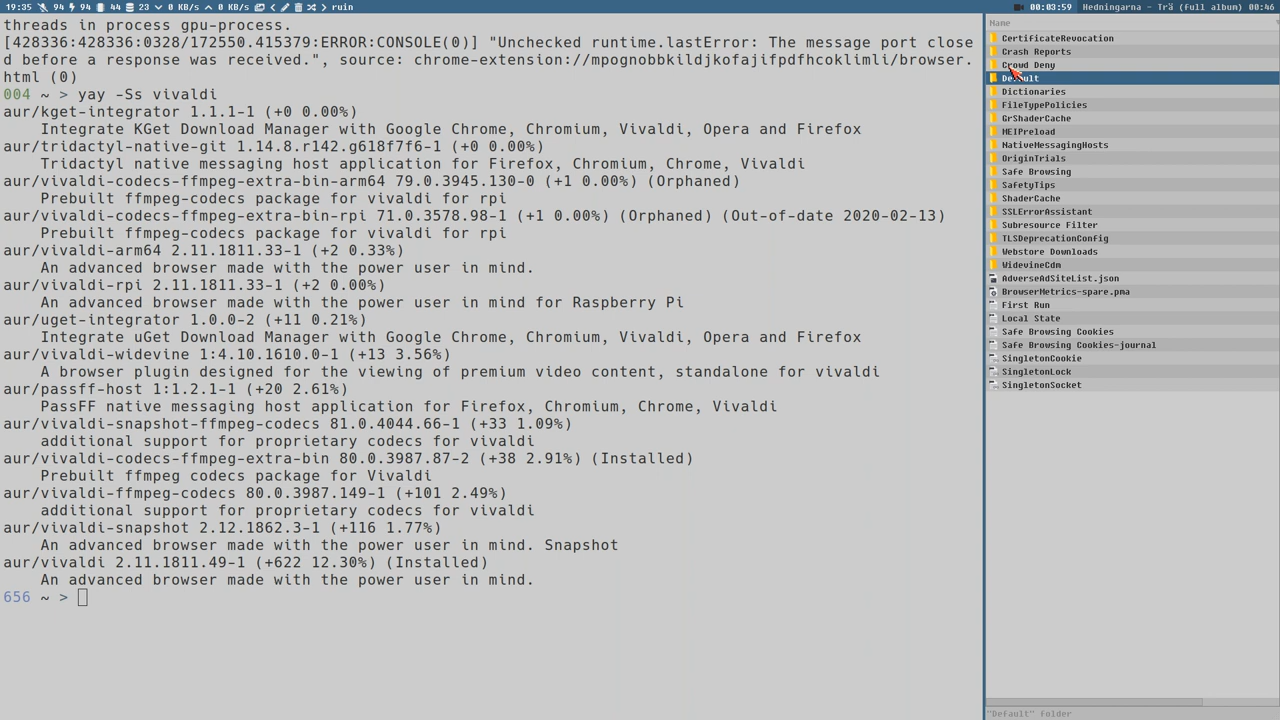 19:35 94 94 44 23 0 KB/s 0 KB/s ruin 00:03:59 Hedningarna - Trä (full album) 00:46
threads in process gpu-process.
[428336:428336:0328/172550.415379:ERROR:CONSOLE(0)] "Unchecked runtime.lastError: The message port close
d before a response was received.", source: chrome-extension://mpognobbkildjkofajifpdfhcoklimli/browser.
html (0)
004 ~ > yay -Ss vivaldi
aur/kget-integrator 1.1.1-1 (+0 0.00%)
Integrate KGet Download Manager with Google Chrome, Chromium, Vivaldi, Opera and Firefox
aur/tridactyl-native-git 1.14.8.r142.g618f7f6-1 (+0 0.00%)
Tridactyl native messaging host application for Firefox, Chromium, Chrome, Vivaldi
aur/vivaldi-codecs-ffmpeg-extra-bin-arm64 79.0.3945.130-0 (+1 0.00%) (Orphaned)
Prebuilt ffmpeg-codecs package for vivaldi for rpi
aur/vivaldi-codecs-ffmpeg-extra-bin-rpi 71.0.3578.98-1 (+1 0.00%) (Orphaned) (Out-of-date 2020-02-13)
Prebuilt ffmpeg-codecs package for vivaldi for rpi
aur/vivaldi-arm64 2.11.1811.33-1 (+2 0.33%)
An advanced browser made with the power user in mind.
aur/vivaldi-rpi 2.11.1811.33-1 (+2 0.00%)
An advanced browser made with the power user in mind for Raspberry Pi
aur/uget-integrator 1.0.0-2 (+11 0.21%)
Integrate uGet Download Manager with Google Chrome, Chromium, Vivaldi, Opera and Firefox
aur/vivaldi-widevine 1:4.10.1610.0-1 (+13 3.56%)
A browser plugin designed for the viewing of premium video content, standalone for vivaldi
aur/passff-host 1:1.2.1-1 (+20 2.61%)
PassFF native messaging host application for Firefox, Chromium, Chrome, Vivaldi
aur/vivaldi-snapshot-ffmpeg-codecs 81.0.4044.66-1 (+33 1.09%)
additional support for proprietary codecs for vivaldi
aur/vivaldi-codecs-ffmpeg-extra-bin 80.0.3987.87-2 (+38 2.91%) (Installed)
Prebuilt ffmpeg codecs package for Vivaldi
aur/vivaldi-ffmpeg-codecs 80.0.3987.149-1 (+101 2.49%)
additional support for proprietary codecs for vivaldi
aur/vivaldi-snapshot 2.12.1862.3-1 (+116 1.77%)
An advanced browser made with the power user in mind. Snapshot
aur/vivaldi 2.11.1811.49-1 (+622 12.30%) (Installed)
An advanced browser made with the power user in mind.
656 ~ >
Name
CertificateRevocation
Crash Reports
Crowd Deny
Default
Dictionaries
FileTypePolicies
GrShaderCache
MEIPreload
NativeMessagingHosts
OriginTrials
Safe Browsing
SafetyTips
ShaderCache
SSLErrorAssistant
Subresource Filter
TLSDeprecationConfig
Webstore Downloads
WidevineCdm
AdverseAdSiteList.json
BrowserMetrics-spare.pma
First Run
Local State
Safe Browsing Cookies
Safe Browsing Cookies-journal
SingletonCookie
SingletonLock
SingletonSocket
"Default" folder